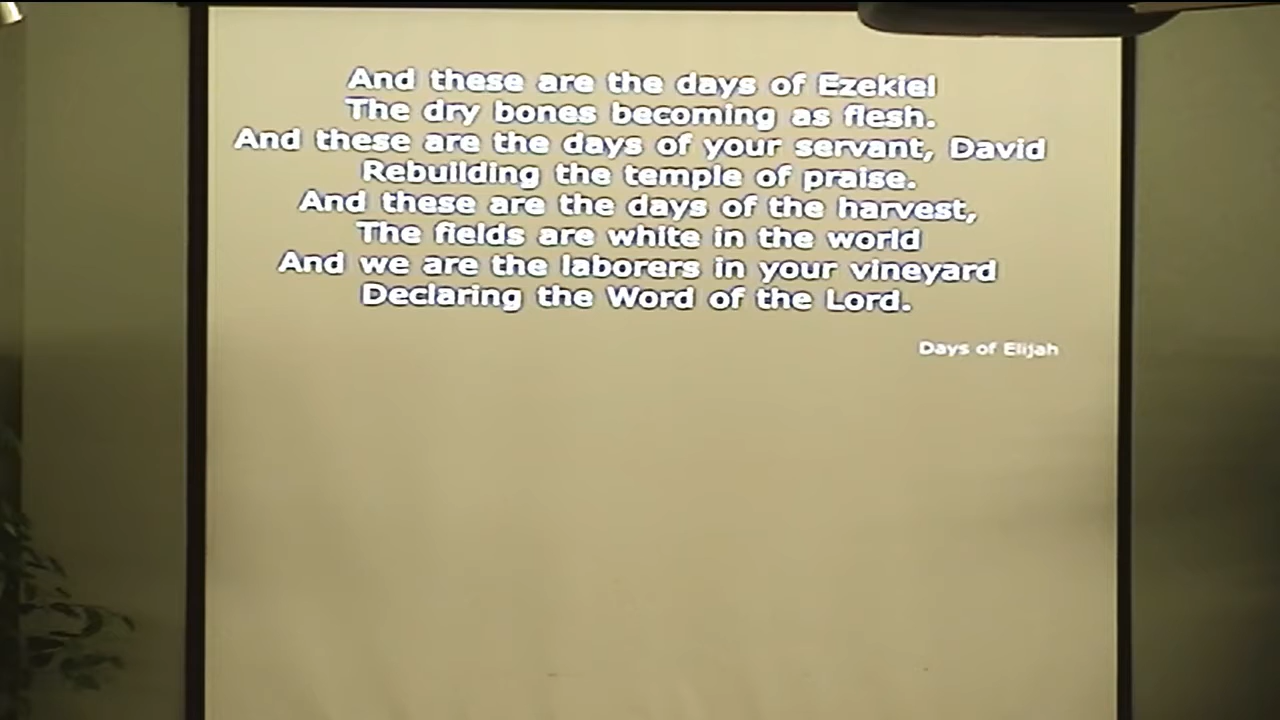 And these are the days of Ezekiel
The dry bones becoming as flesh.
And these are the days of your servant, David
Rebuilding the temple of praise.
And these are the days of the harvest,
The fields are white in the world
And we are the laborers in your vineyard
Declaring the Word of the Lord.
Days of Elijah